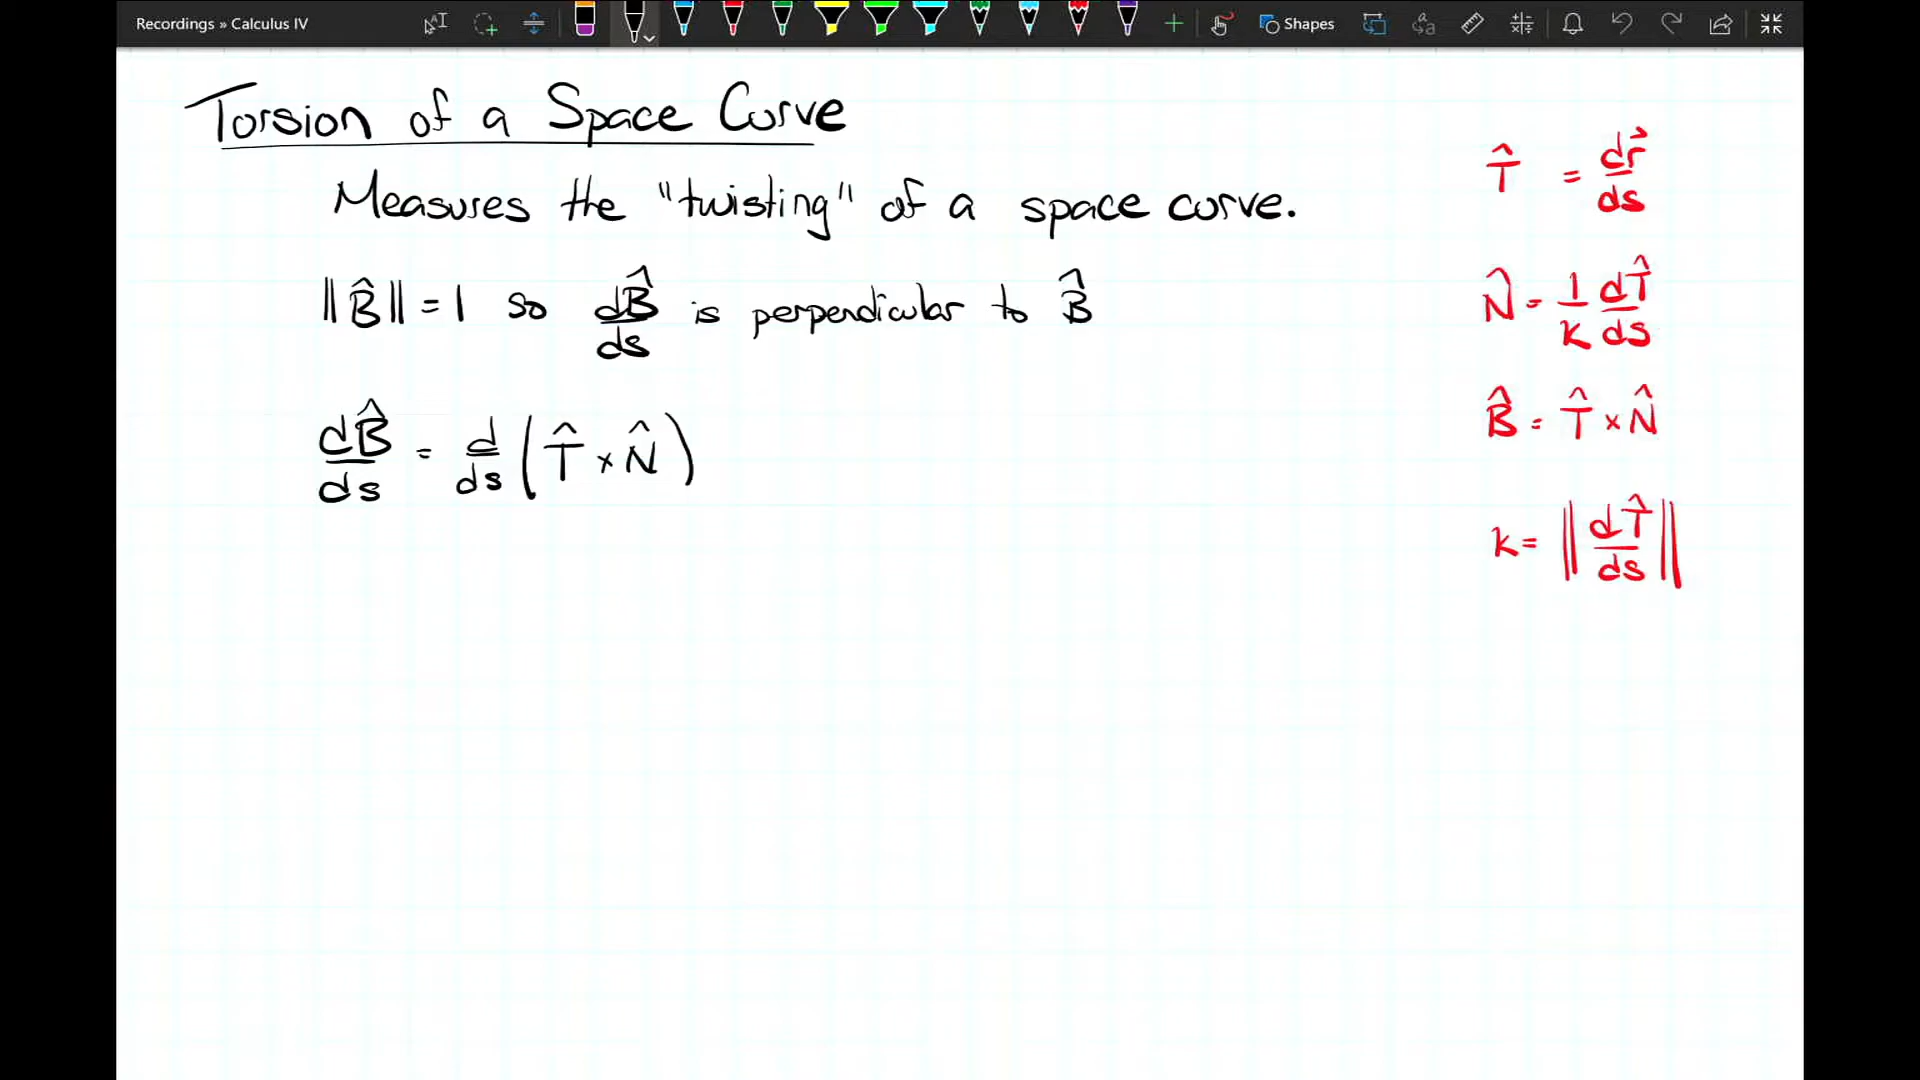 Recordings » Calculus IV
Shapes
Torsion of a Space Curve
Measures the "twisting" of a space curve.
‖B̂‖ = 1 so dB̂/ds is perpendicular to B̂
dB̂/ds = d/ds (T̂ × N̂)
T̂ = dr⃗/ds
N̂ = 1/κ dT̂/ds
B̂ = T̂ × N̂
κ = ‖dT̂/ds‖